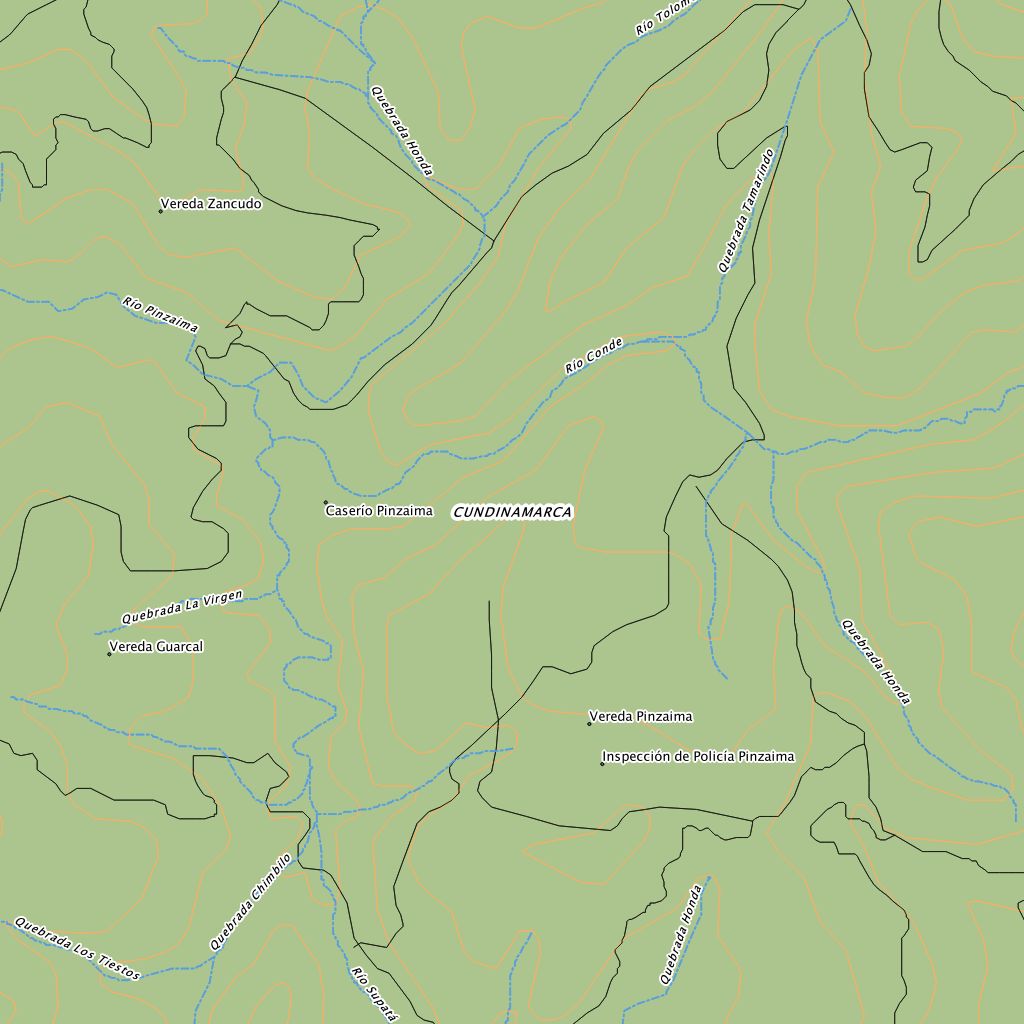 Río Tolom
Quebrada Honda
Quebrada Tamarindo
Vereda Zancudo
Río Pinzaima
Río Conde
Caserío Pinzaima
CUNDINAMARCA
Quebrada La Virgen
Vereda Guarcal
Quebrada Honda
Vereda Pinzaima
Inspección de Policía Pinzaima
Quebrada Chimbilo
Quebrada Honda
Quebrada Los Tiestos
Río Supatá